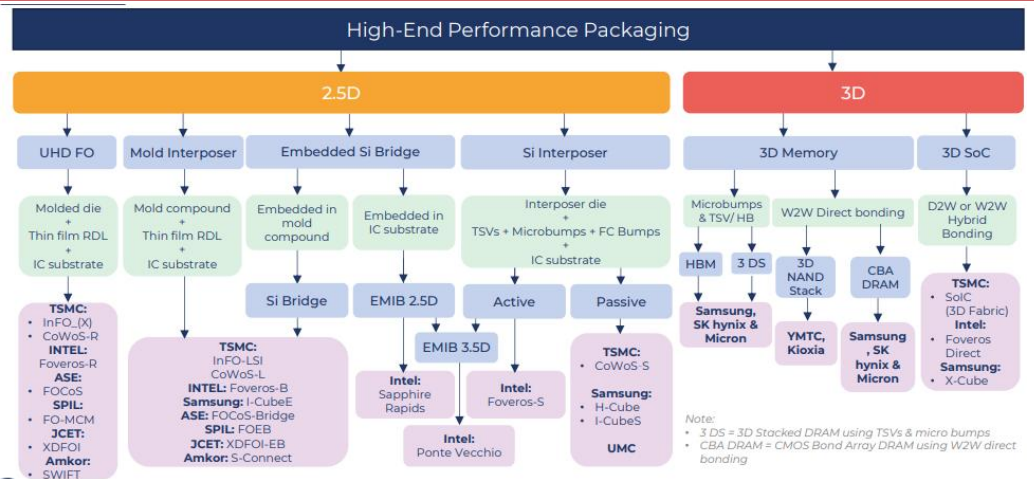 High-End Performance Packaging
2.5D
3D
UHD FO
Mold Interposer
Embedded Si Bridge
Si Interposer
3D Memory
3D SoC
Molded die
+
Thin film RDL
+
IC substrate
Mold compound
+
Thin film RDL
+
IC substrate
Embedded in
mold
compound
Embedded in
IC substrate
Interposer die
+
TSVs + Microbumps + FC Bumps
+
IC substrate
Microbumps
& TSV/ HB
W2W Direct bonding
D2W or W2W
Hybrid
Bonding
HBM
3 DS
3D
NAND
Stack
CBA
DRAM
Si Bridge
EMIB 2.5D
Active
Passive
EMIB 3.5D
TSMC:
• InFO_(X)
• CoWoS-R
INTEL:
Foveros-R
ASE:
• FOCoS
SPIL:
• FO-MCM
JCET:
• XDFOI
Amkor:
• SWIFT
TSMC:
InFO-LSI
CoWoS-L
INTEL: Foveros-B
Samsung: I-CubeE
ASE: FOCoS-Bridge
SPIL: FOEB
JCET: XDFOI-EB
Amkor: S-Connect
Intel:
Sapphire
Rapids
Intel:
Ponte Vecchio
Intel:
Foveros-S
TSMC:
• CoWoS-S
Samsung:
• H-Cube
• I-CubeS
UMC
Samsung,
SK hynix &
Micron
YMTC,
Kioxia
Samsung
, SK
hynix &
Micron
TSMC:
• SoIC
(3D Fabric)
Intel:
• Foveros
Direct
Samsung:
• X-Cube
Note:
• 3 DS = 3D Stacked DRAM using TSVs & micro bumps
• CBA DRAM = CMOS Bond Array DRAM using W2W direct
bonding